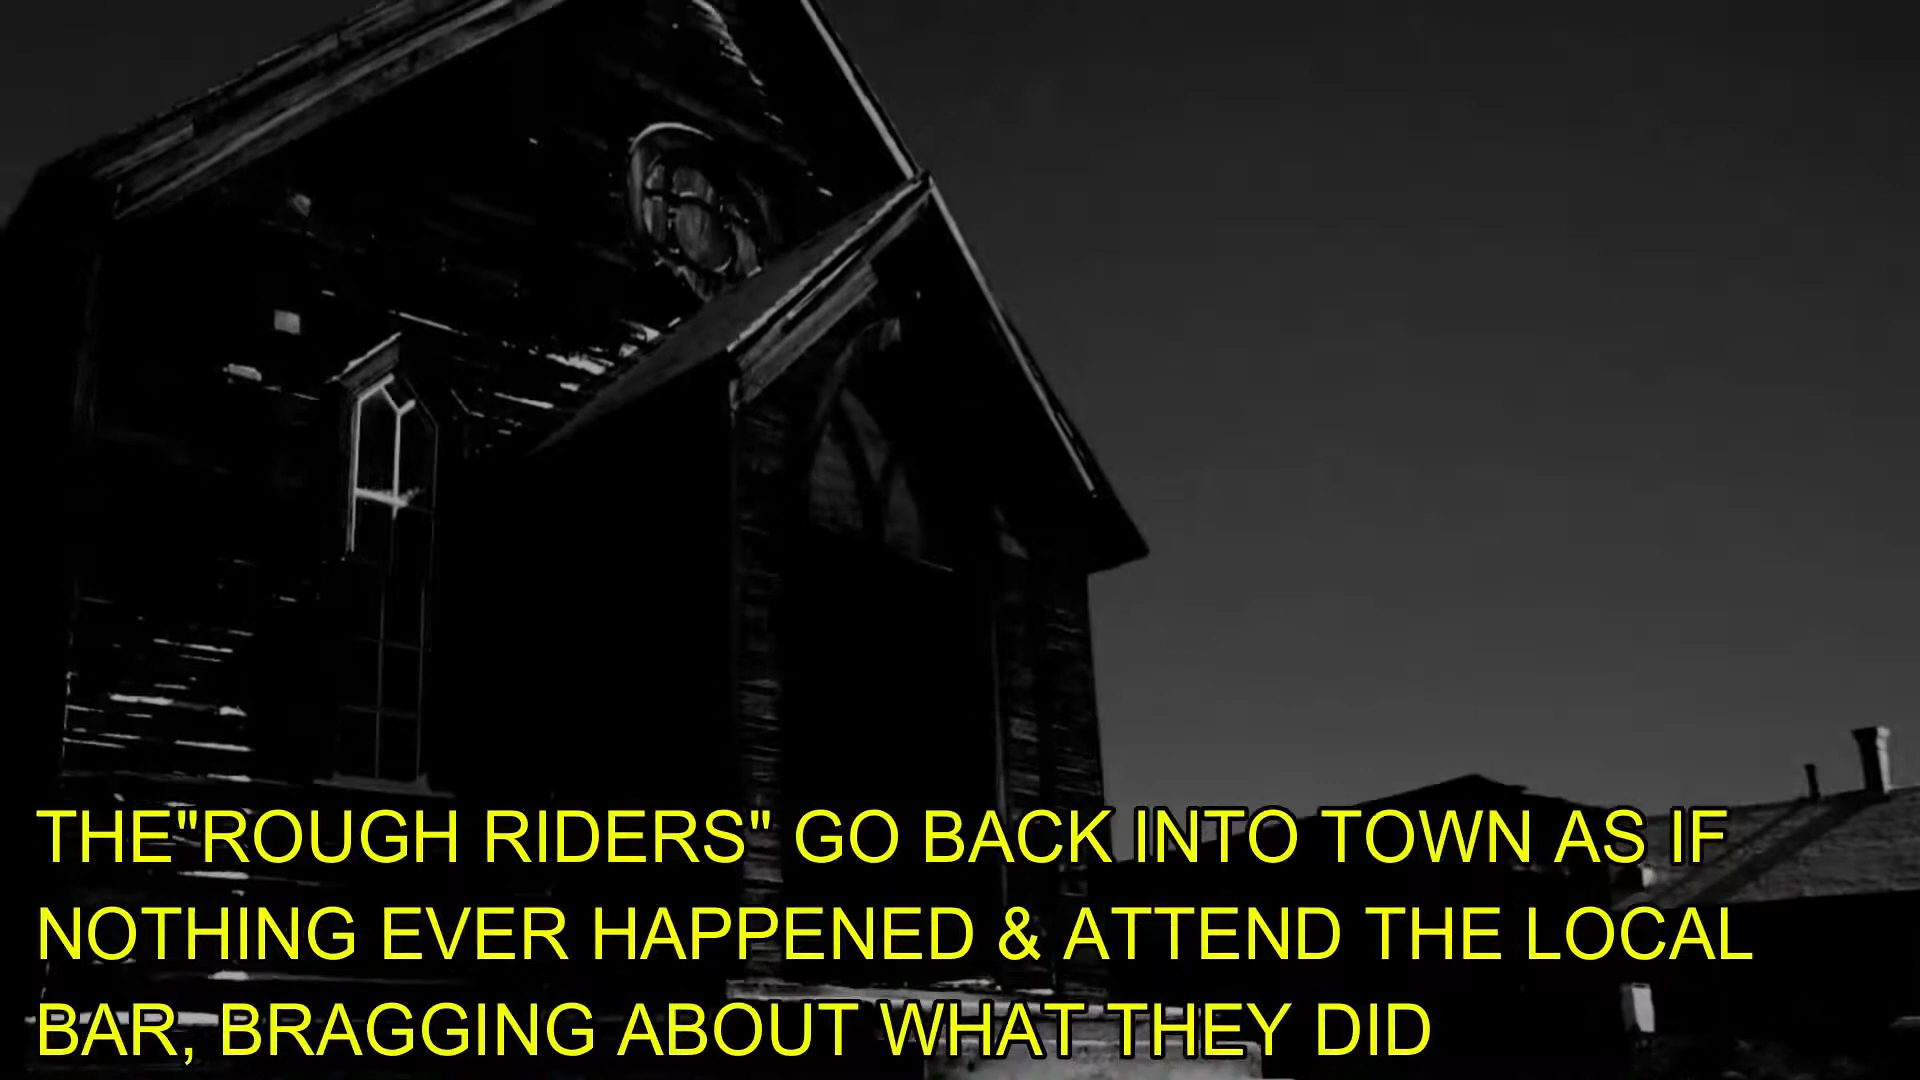 THE"ROUGH RIDERS" GO BACK INTO TOWN AS IF
NOTHING EVER HAPPENED & ATTEND THE LOCAL
BAR, BRAGGING ABOUT WHAT THEY DID